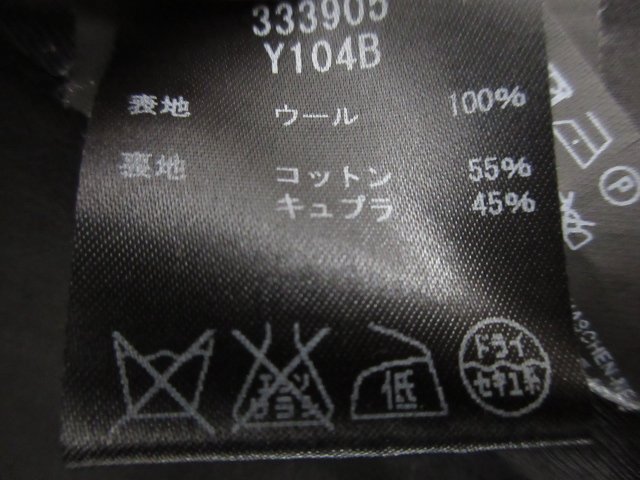 333905
Y104B
表地 ウール 100%
裏地 コットン 55%
キュプラ 45%
エンソ
サラシ
低
ドライ
セキユ系
P